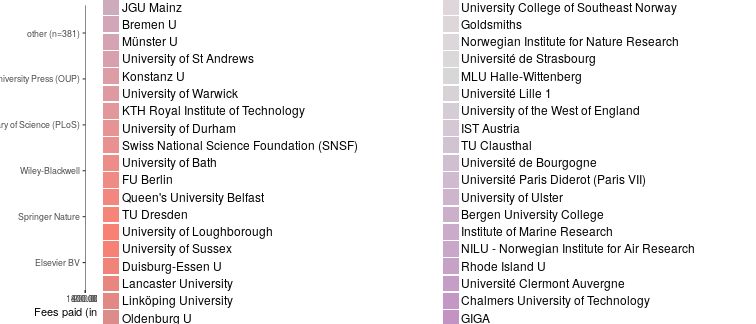 other (n=381)
niversity Press (OUP)
ary of Science (PLoS)
Wiley-Blackwell
Springer Nature
Elsevier BV
Fees paid (in
JGU Mainz
Bremen U
Münster U
University of St Andrews
Konstanz U
University of Warwick
KTH Royal Institute of Technology
University of Durham
Swiss National Science Foundation (SNSF)
University of Bath
FU Berlin
Queen's University Belfast
TU Dresden
University of Loughborough
University of Sussex
Duisburg-Essen U
Lancaster University
Linköping University
Oldenburg U
University College of Southeast Norway
Goldsmiths
Norwegian Institute for Nature Research
Université de Strasbourg
MLU Halle-Wittenberg
Université Lille 1
University of the West of England
IST Austria
TU Clausthal
Université de Bourgogne
Université Paris Diderot (Paris VII)
University of Ulster
Bergen University College
Institute of Marine Research
NILU - Norwegian Institute for Air Research
Rhode Island U
Université Clermont Auvergne
Chalmers University of Technology
GIGA